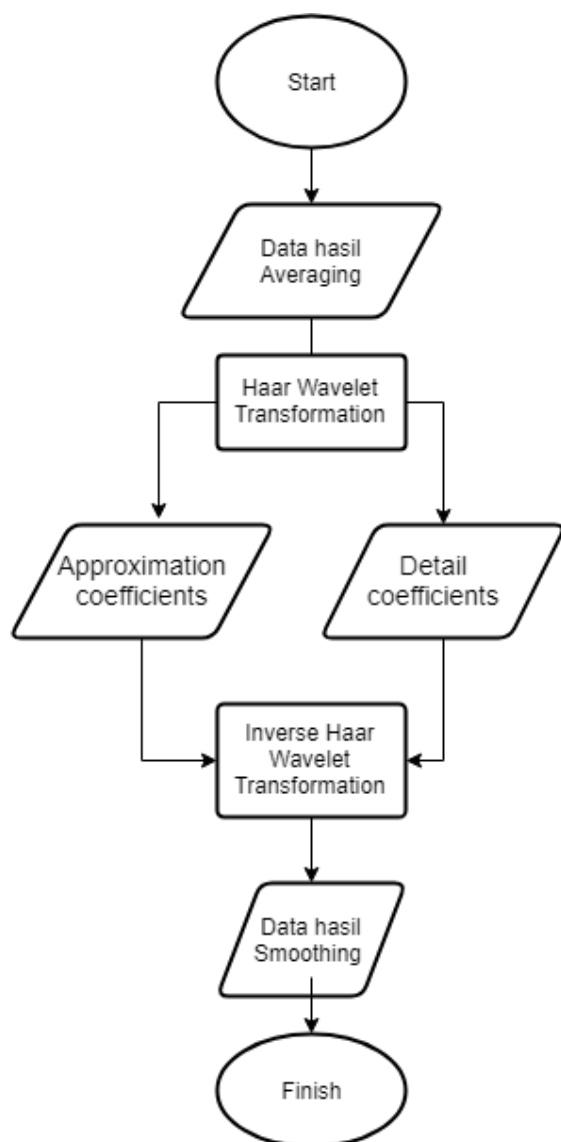 Start
Data hasil
Averaging
Haar Wavelet
Transformation
Approximation
coefficients
Detail
coefficients
Inverse Haar
Wavelet
Transformation
Data hasil
Smoothing
Finish